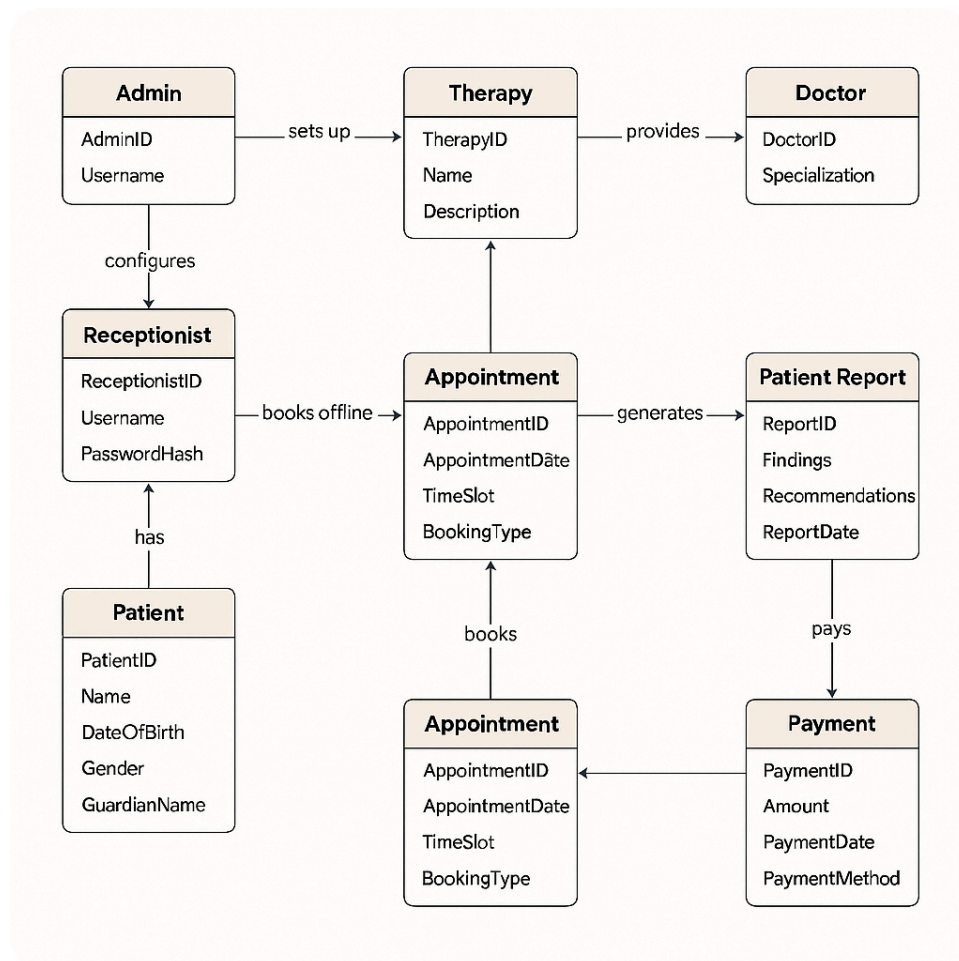 Admin
AdminID
Username
sets up
Therapy
TherapyID
Name
Description
provides
Doctor
DoctorID
Specialization
configures
Receptionist
ReceptionistID
Username
PasswordHash
books offline
Appointment
AppointmentID
AppointmentDate
TimeSlot
BookingType
generates
Patient Report
ReportID
Findings
Recommendations
ReportDate
has
books
pays
Patient
PatientID
Name
DateOfBirth
Gender
GuardianName
Appointment
AppointmentID
AppointmentDate
TimeSlot
BookingType
Payment
PaymentID
Amount
PaymentDate
PaymentMethod